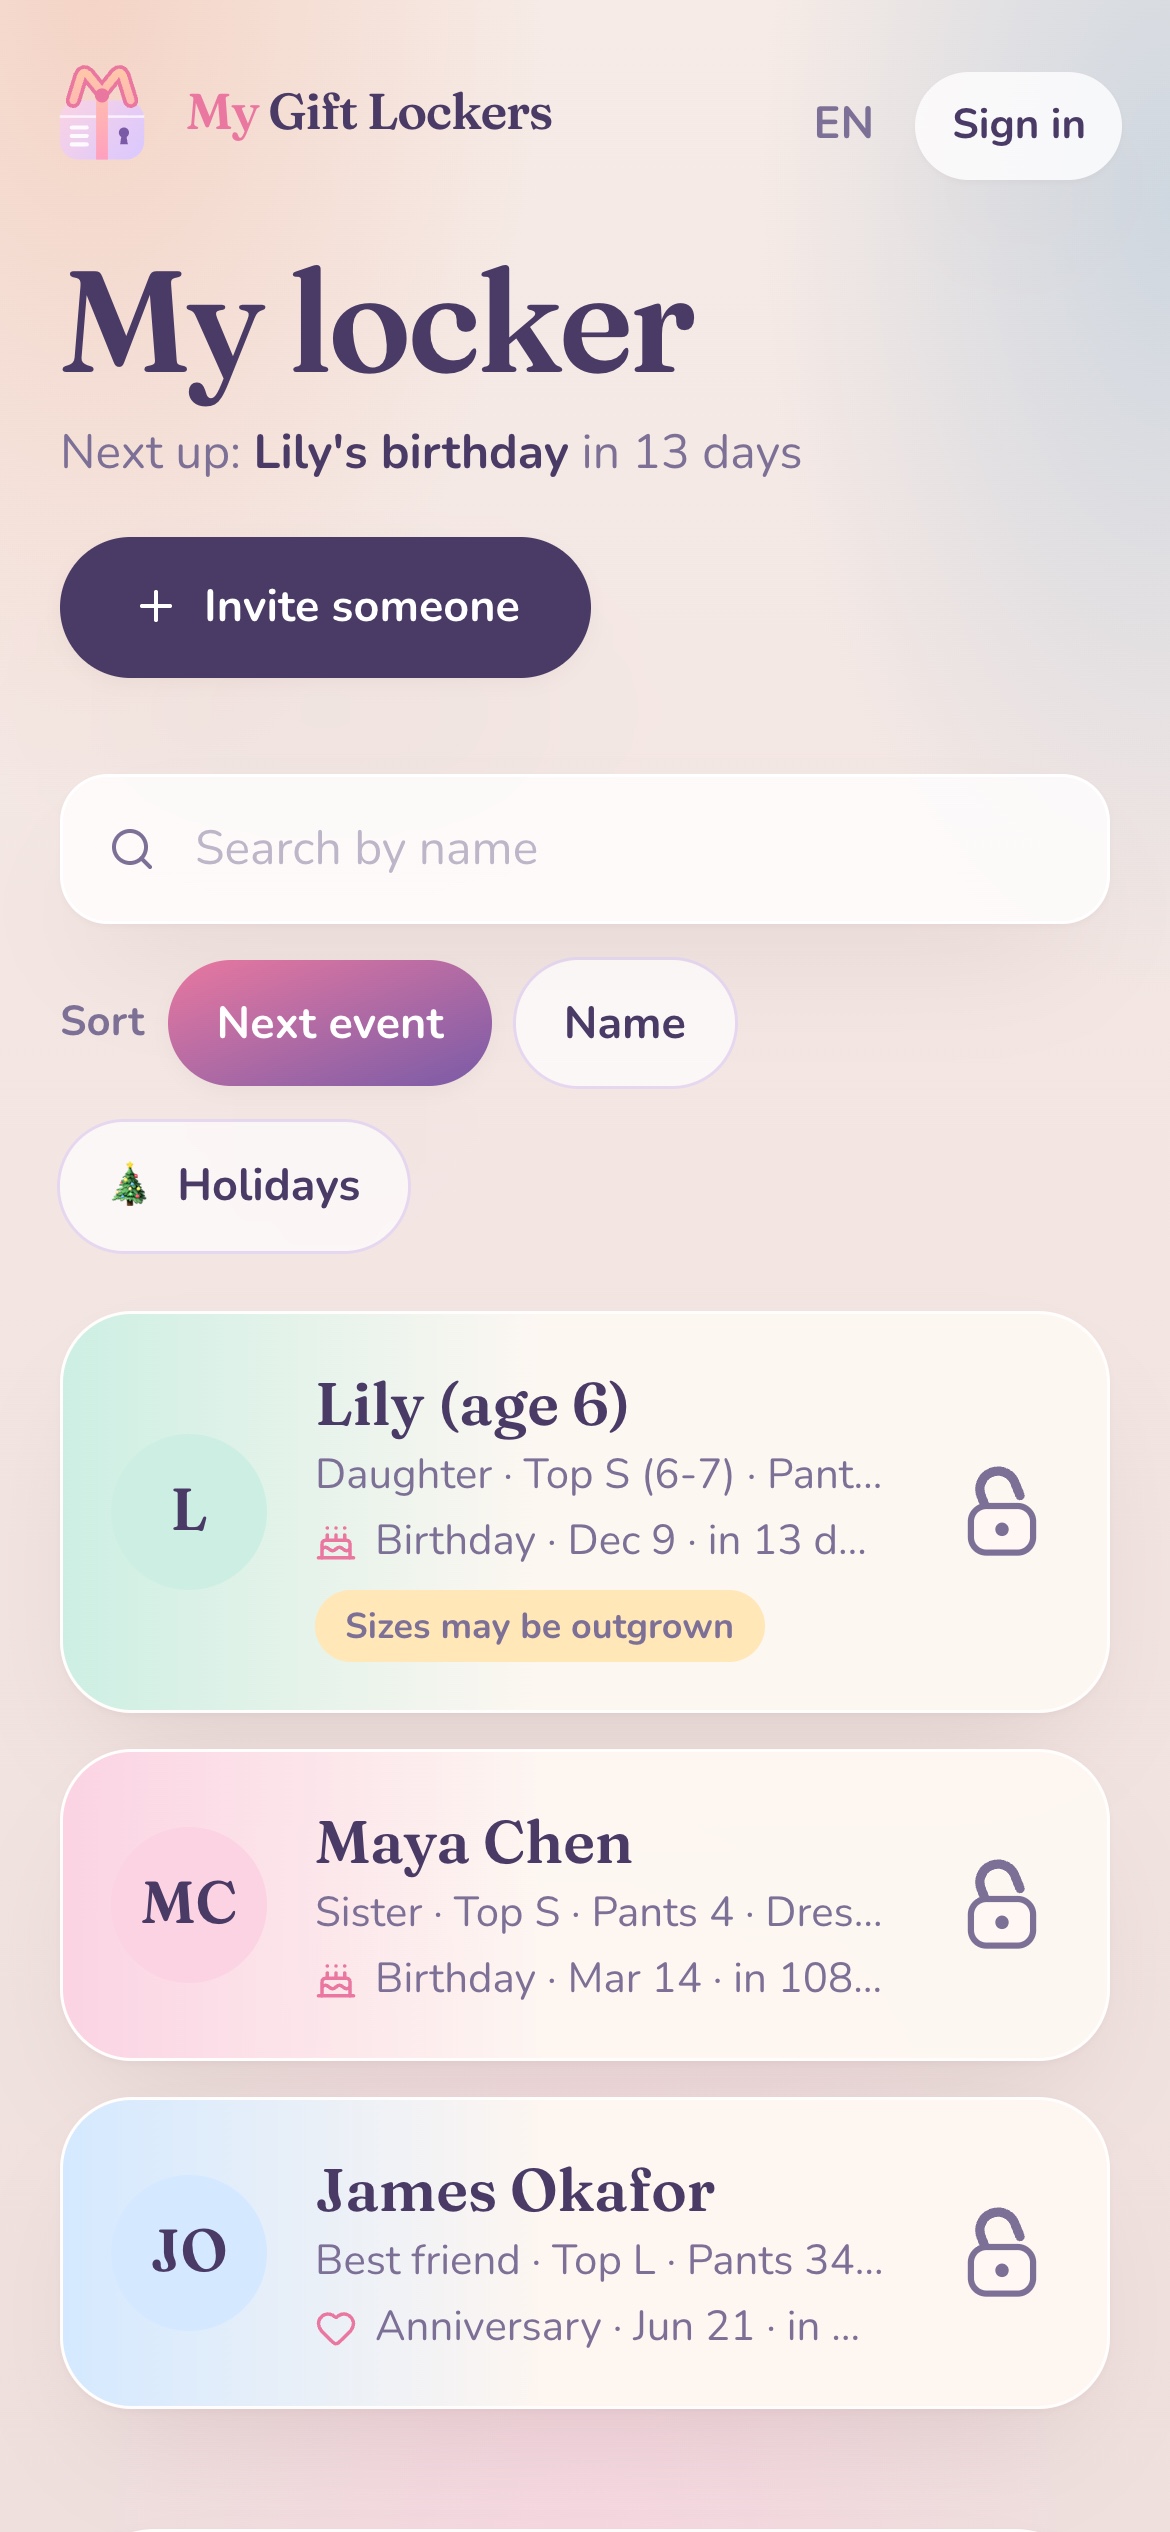 My Gift Lockers
EN
Sign in
My locker
Next up: Lily's birthday in 13 days
+ Invite someone
Search by name
Sort
Next event
Name
Holidays
L
Lily (age 6)
Daughter · Top S (6-7) · Pant...
Birthday · Dec 9 · in 13 d...
Sizes may be outgrown
MC
Maya Chen
Sister · Top S · Pants 4 · Dres...
Birthday · Mar 14 · in 108...
JO
James Okafor
Best friend · Top L · Pants 34...
Anniversary · Jun 21 · in ...